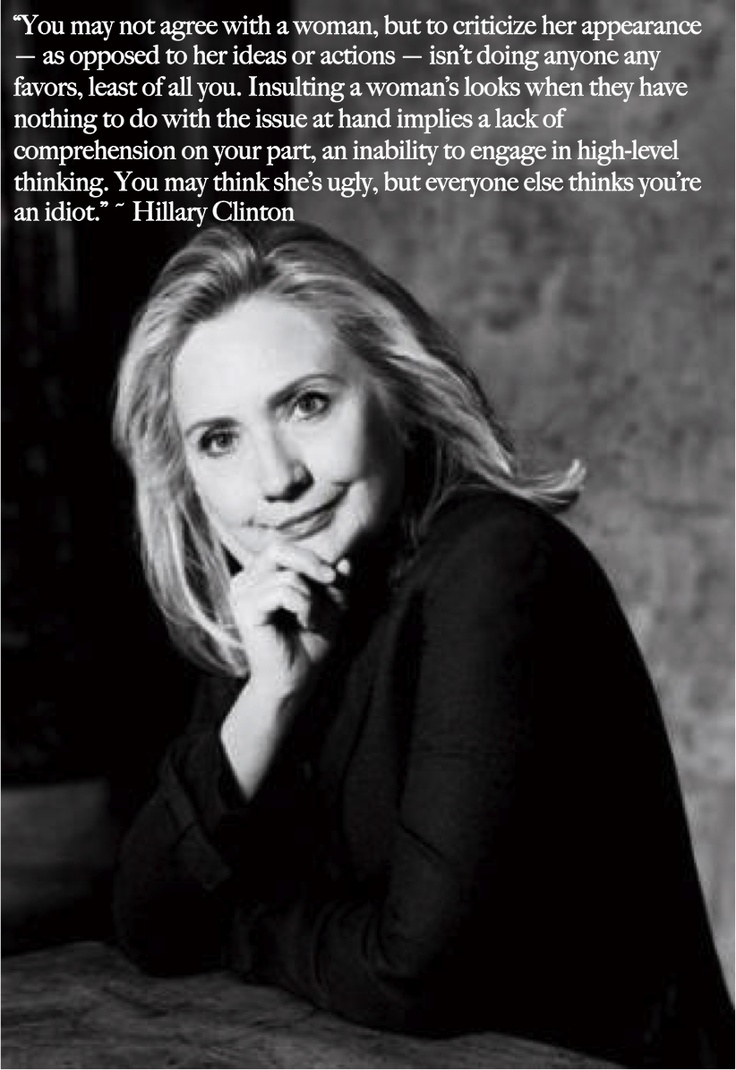 “You may not agree with a woman, but to criticize her appearance
— as opposed to her ideas or actions — isn’t doing anyone any
favors, least of all you. Insulting a woman’s looks when they have
nothing to do with the issue at hand implies a lack of
comprehension on your part, an inability to engage in high-level
thinking. You may think she’s ugly, but everyone else thinks you’re
an idiot.” ~ Hillary Clinton